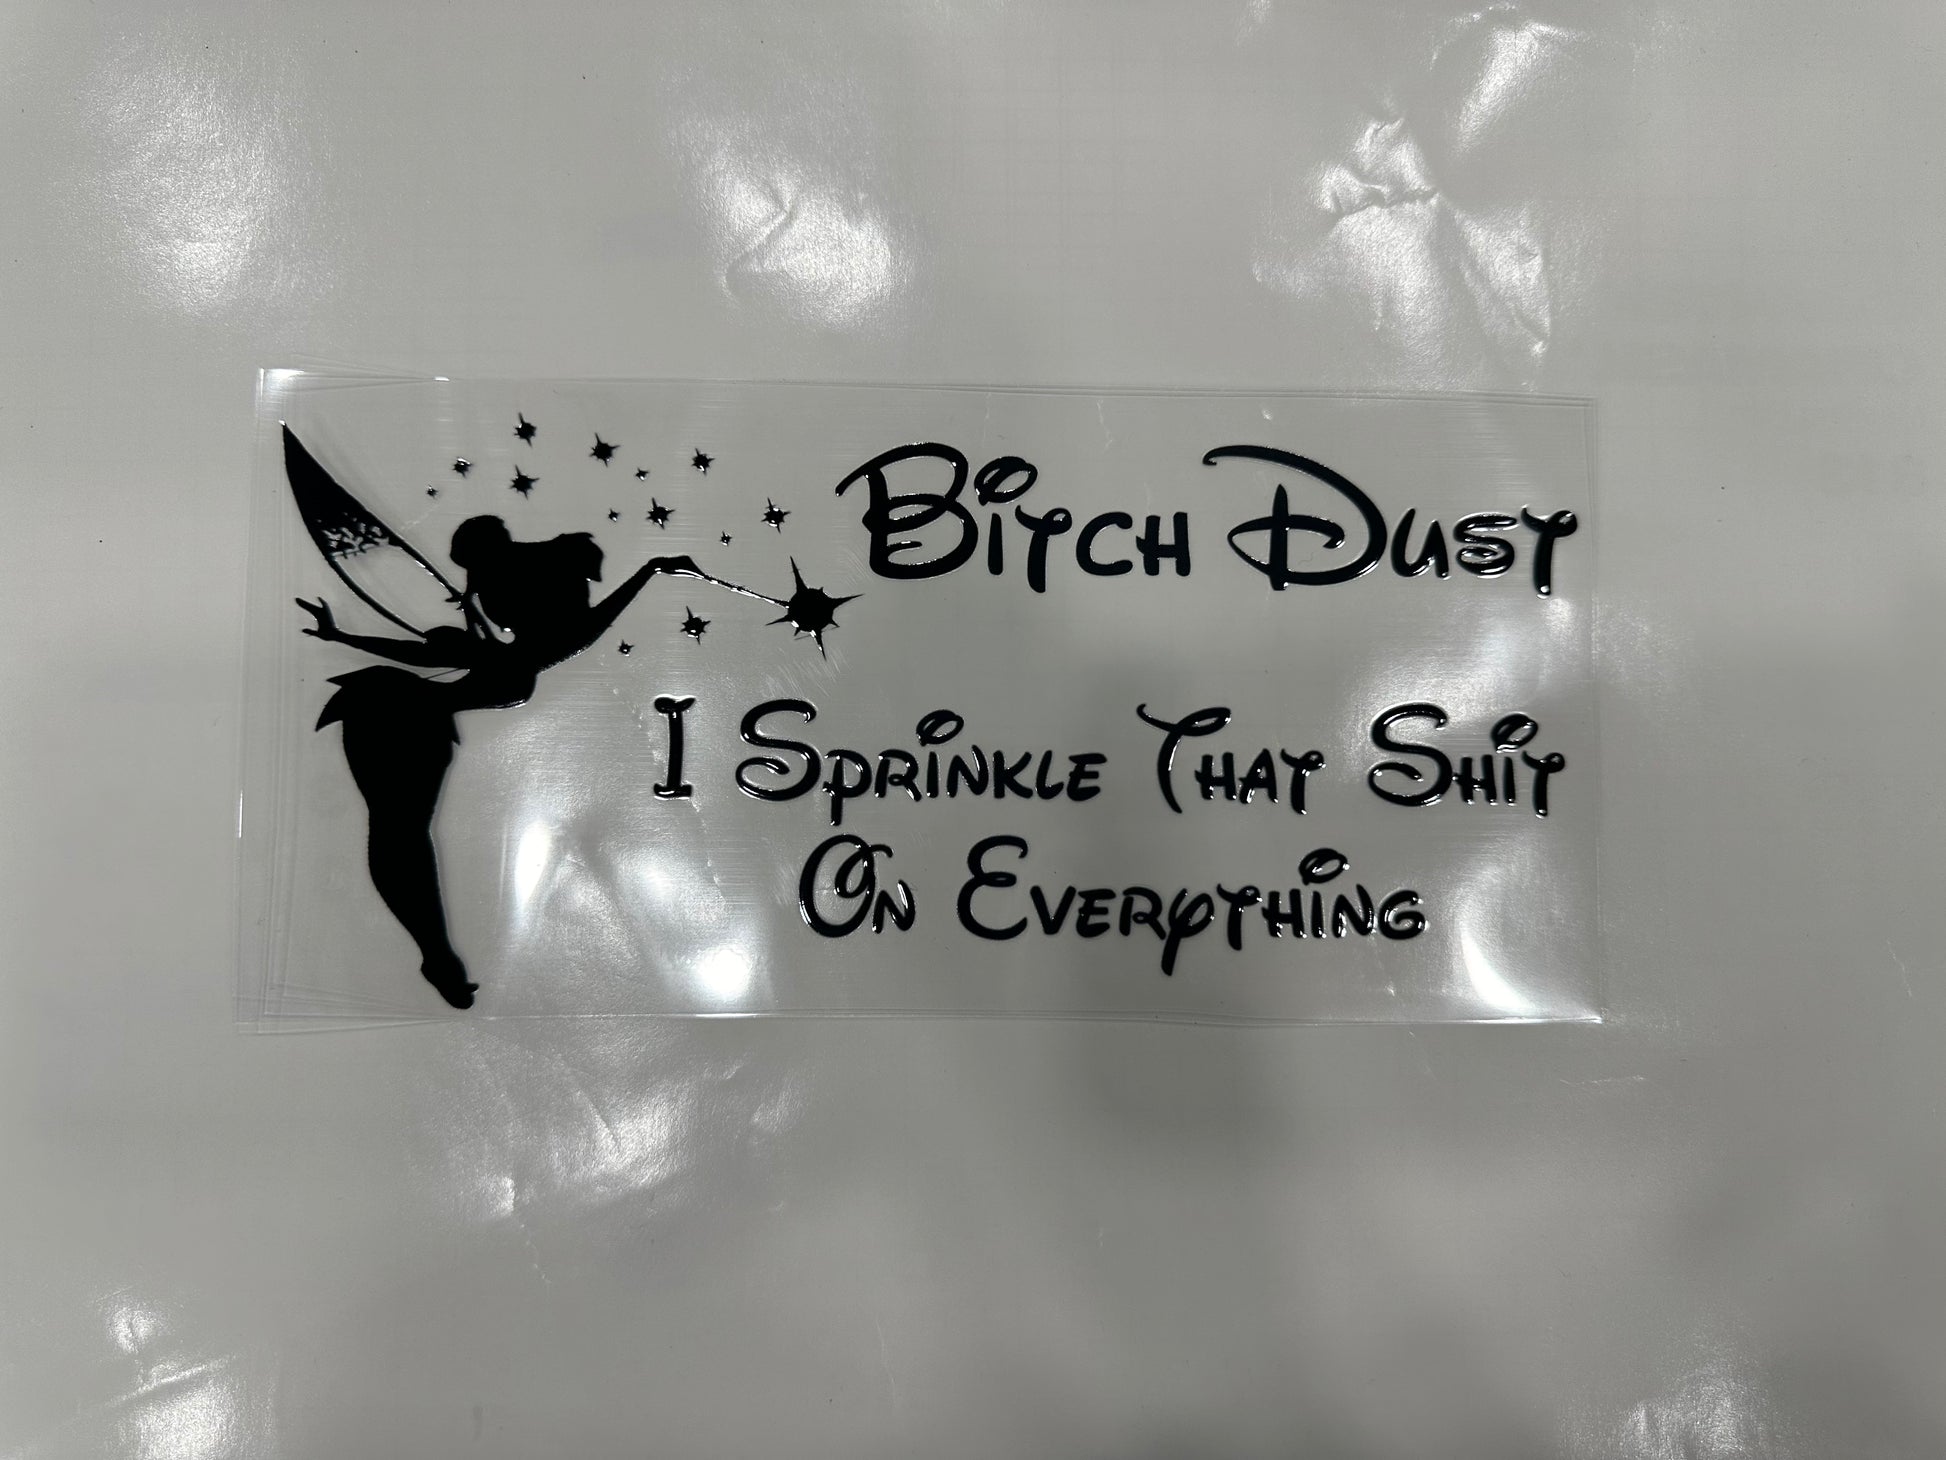 Bitch Dust
I Sprinkle That Shit
On Everything